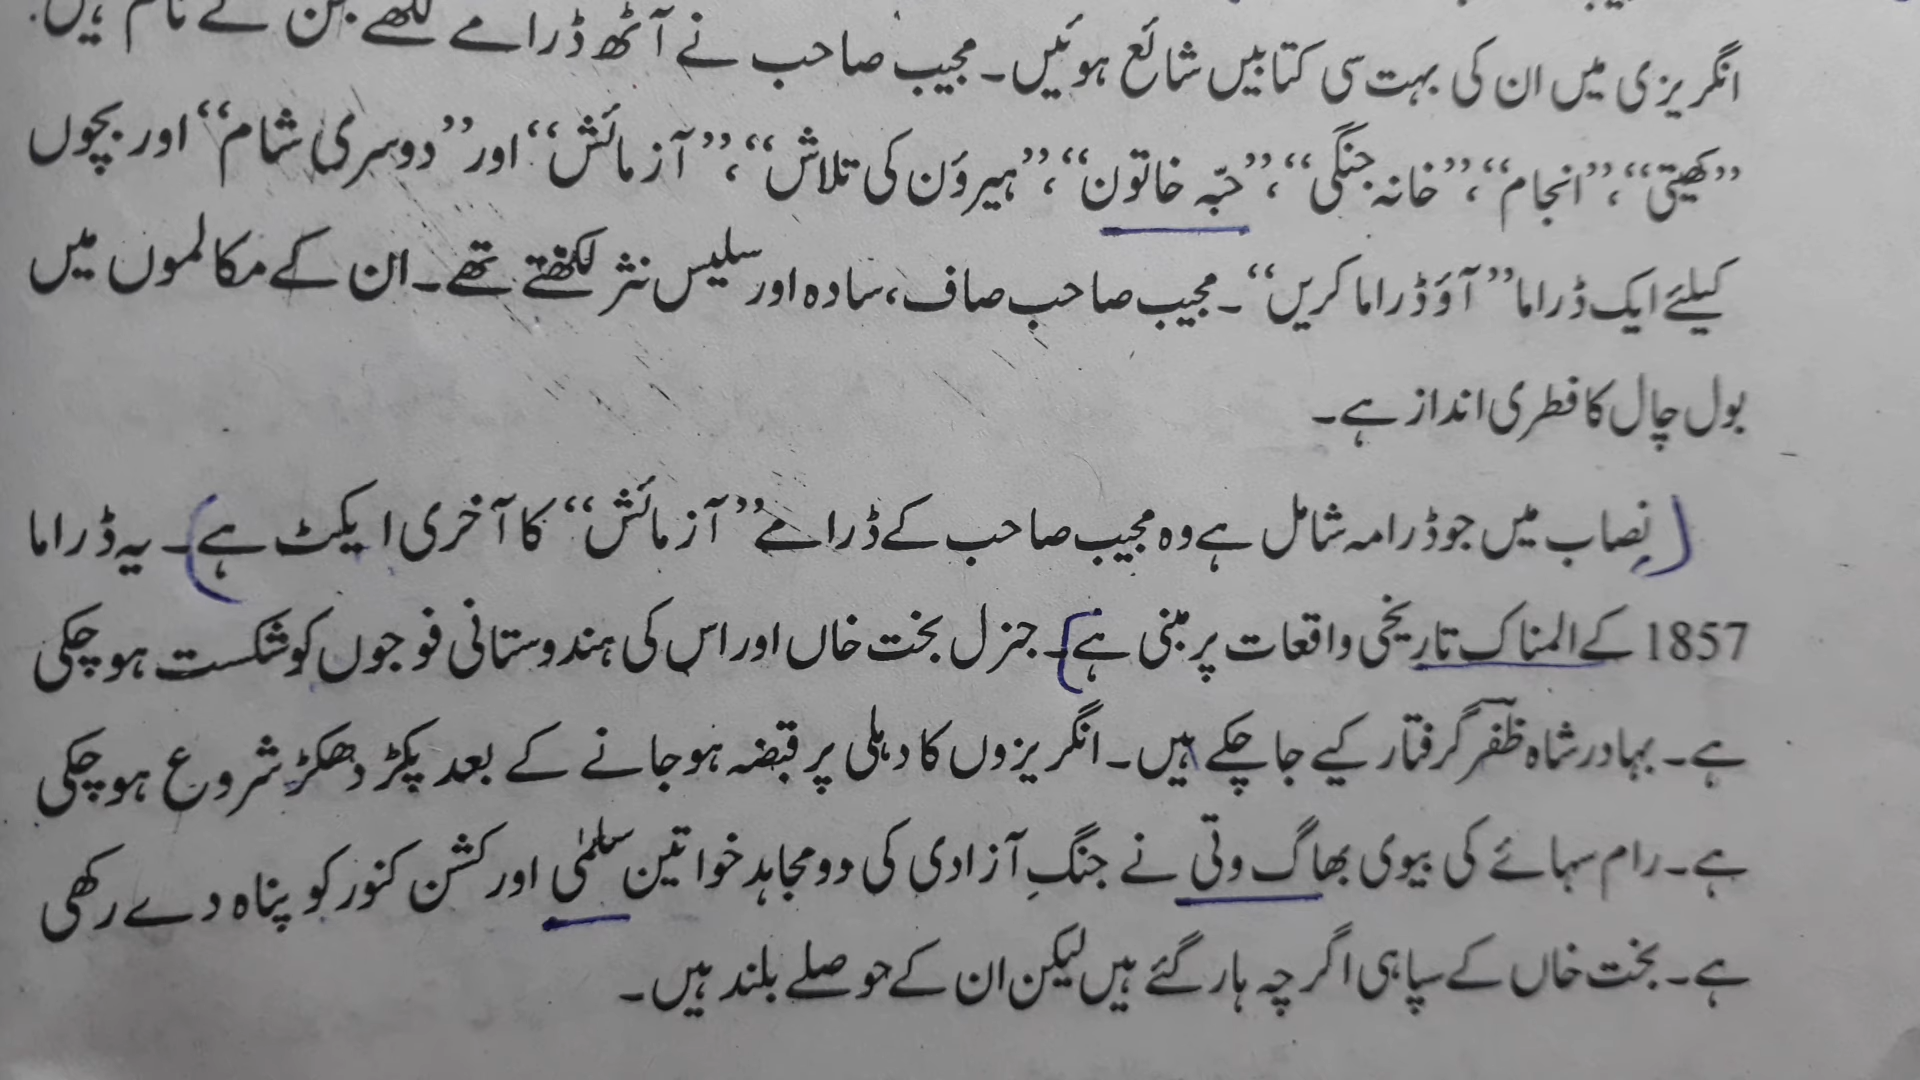 انگریزی میں ان کی بہت سی کتابیں شائع ہوئیں۔ مجیب صاحب نے آٹھ ڈرامے لکھے جن کے نام ہیں:
”کھیتی“، ”انجام“، ”خانہ جنگی“، ”حبّہ خاتون“، ”ہیروئن کی تلاش“، ”آزمائش“ اور ”دوسری شام“ اور بچوں
کیلئے ایک ڈراما ”آؤ ڈراما کریں“۔ مجیب صاحب صاف، سادہ اور سلیس نثر لکھتے تھے۔ ان کے مکالموں میں
بول چال کا فطری انداز ہے۔
نصاب میں جو ڈرامہ شامل ہے وہ مجیب صاحب کے ڈرامے ”آزمائش“ کا آخری ایکٹ ہے۔ یہ ڈراما
1857 کے المناک تاریخی واقعات پر مبنی ہے۔ جنرل بخت خاں اور اس کی ہندوستانی فوجوں کو شکست ہو چکی
ہے۔ بہادر شاہ ظفر گرفتار کیے جا چکے ہیں۔ انگریزوں کا دہلی پر قبضہ ہو جانے کے بعد پکڑ دھکڑ شروع ہو چکی
ہے۔ رام سہائے کی بیوی بھاگ وتی نے جنگِ آزادی کی دو مجاہد خواتین سلمٰی اور کشن کنور کو پناہ دے رکھی
ہے۔ بخت خاں کے سپاہی اگرچہ ہار گئے ہیں لیکن ان کے حوصلے بلند ہیں۔